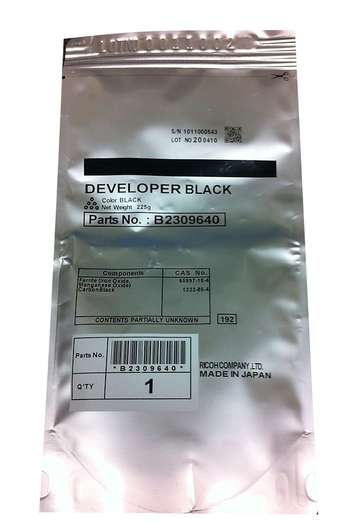 S/N 1011000543
LOT NO 200410
DEVELOPER BLACK
Color BLACK
Net Weight 225g
Parts No. : B2309640
Components CAS. No.
Ferrite (Iron Oxide,
Manganese Oxide)
Carbon Black 1333-86-4
CONTENTS PARTIALLY UNKNOWN
192
Parts No.
*B2309640*
Q'TY 1
RICOH COMPANY,LTD.
MADE IN JAPAN